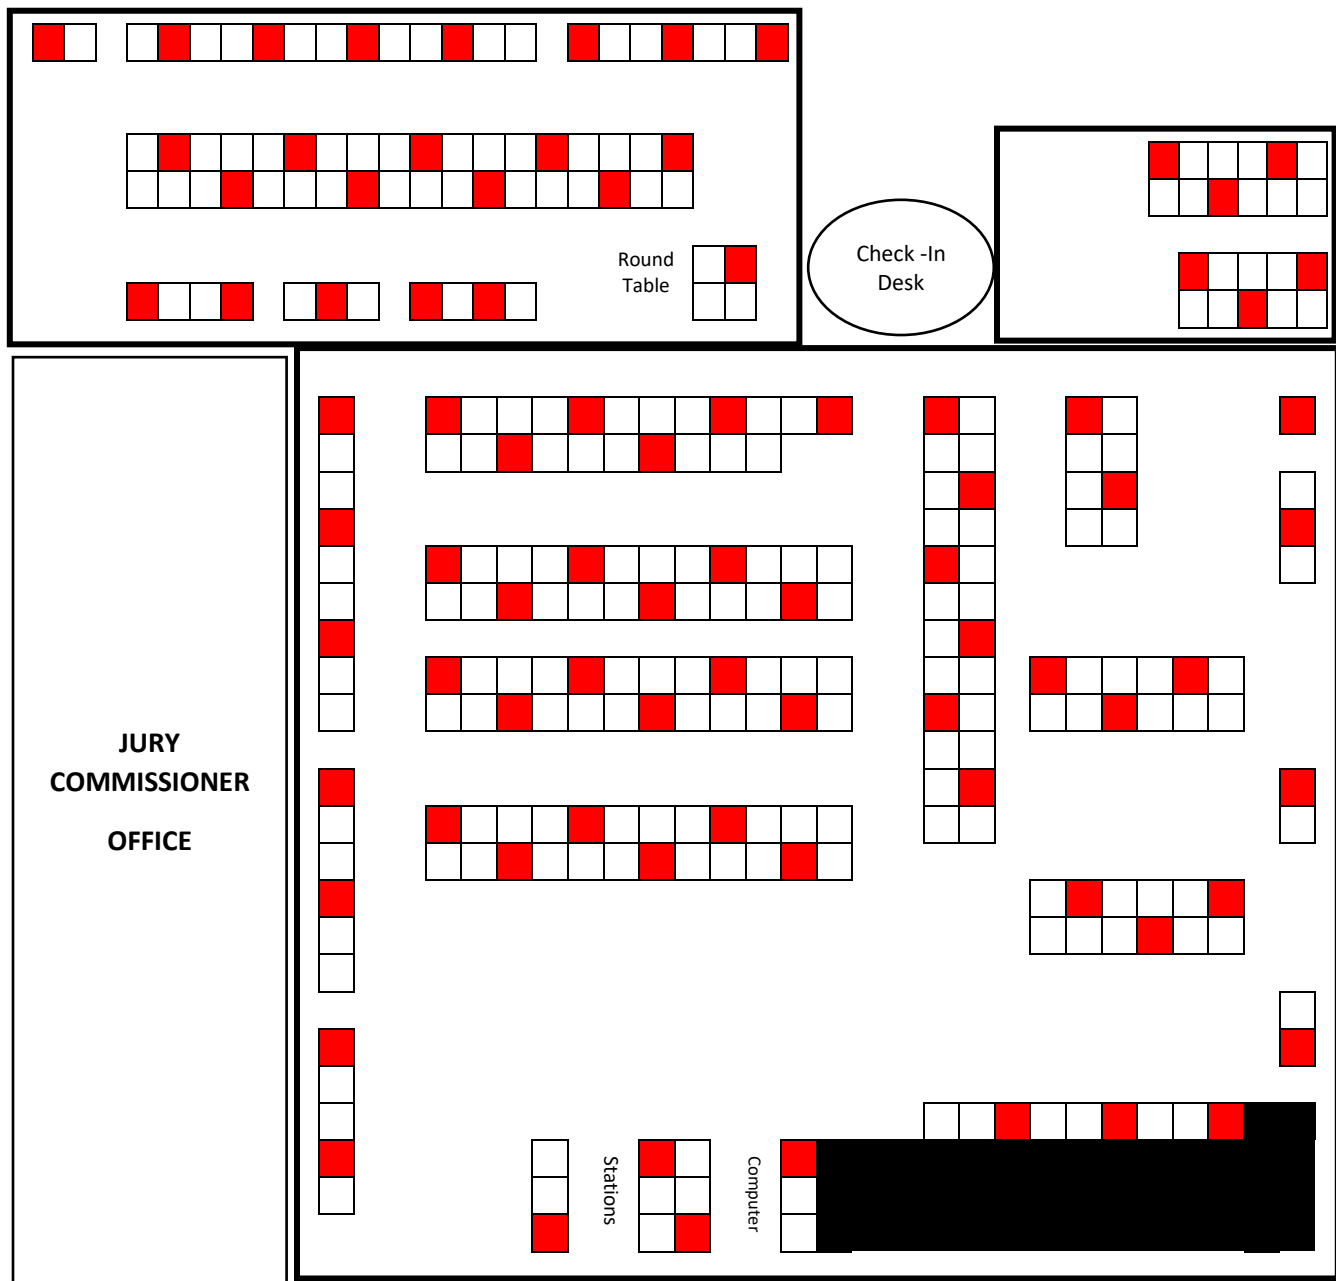 Round
Table
Check -In
Desk
JURY
COMMISSIONER
OFFICE
Stations
Computer